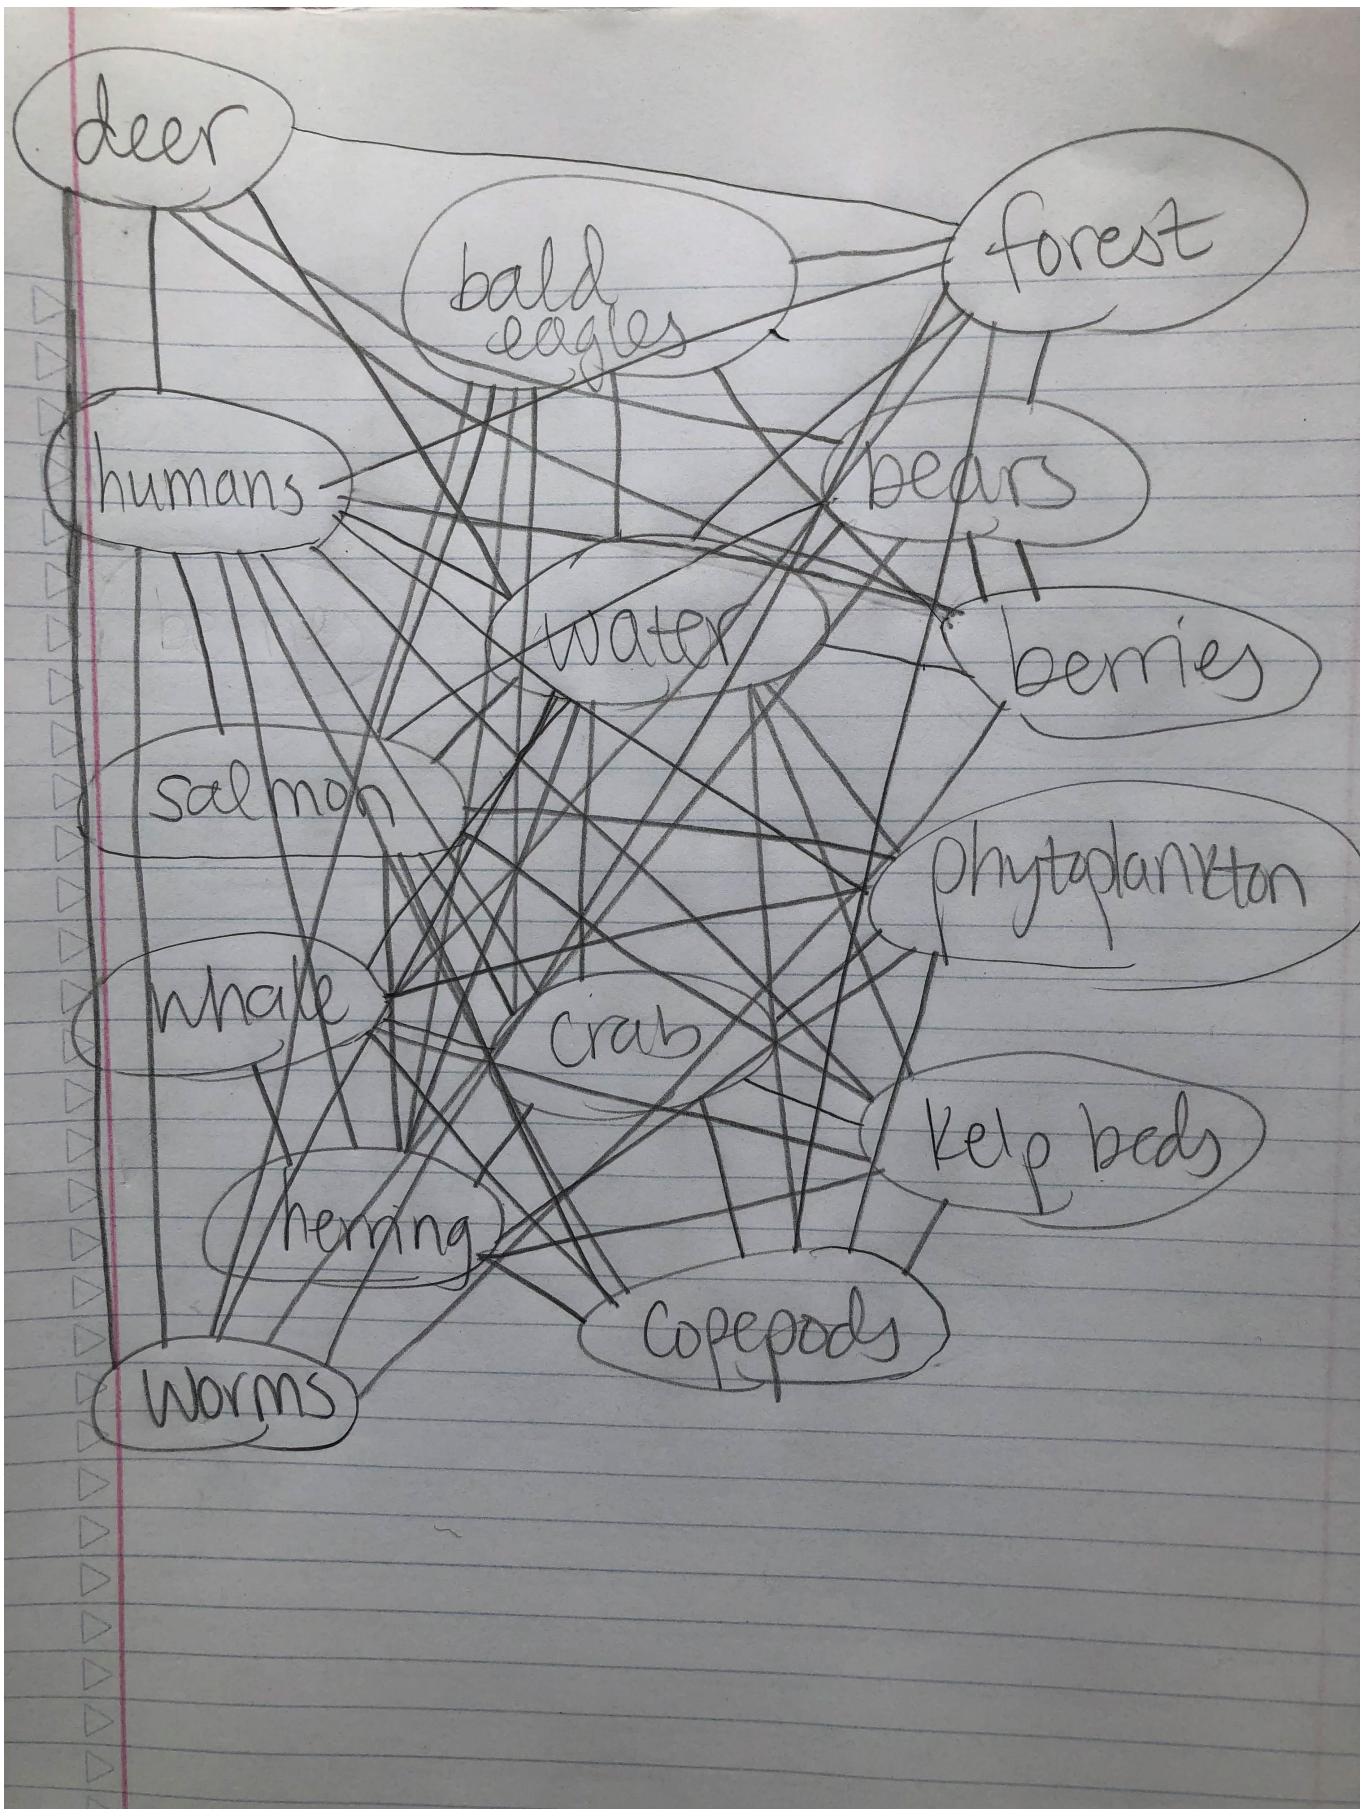 deer
forest
bald
eagles
humans
bears
water
berries
salmon
phytoplankton
whale
crab
kelp beds
herring
copepods
worms